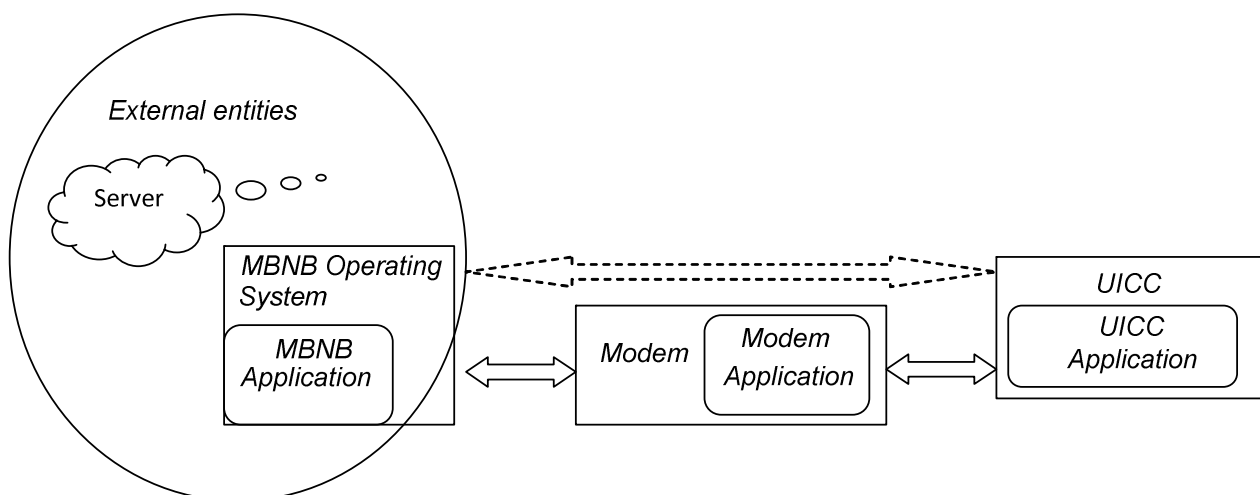 External entities
Server
MBNB Operating
System
MBNB
Application
Modem
Modem
Application
UICC
UICC
Application